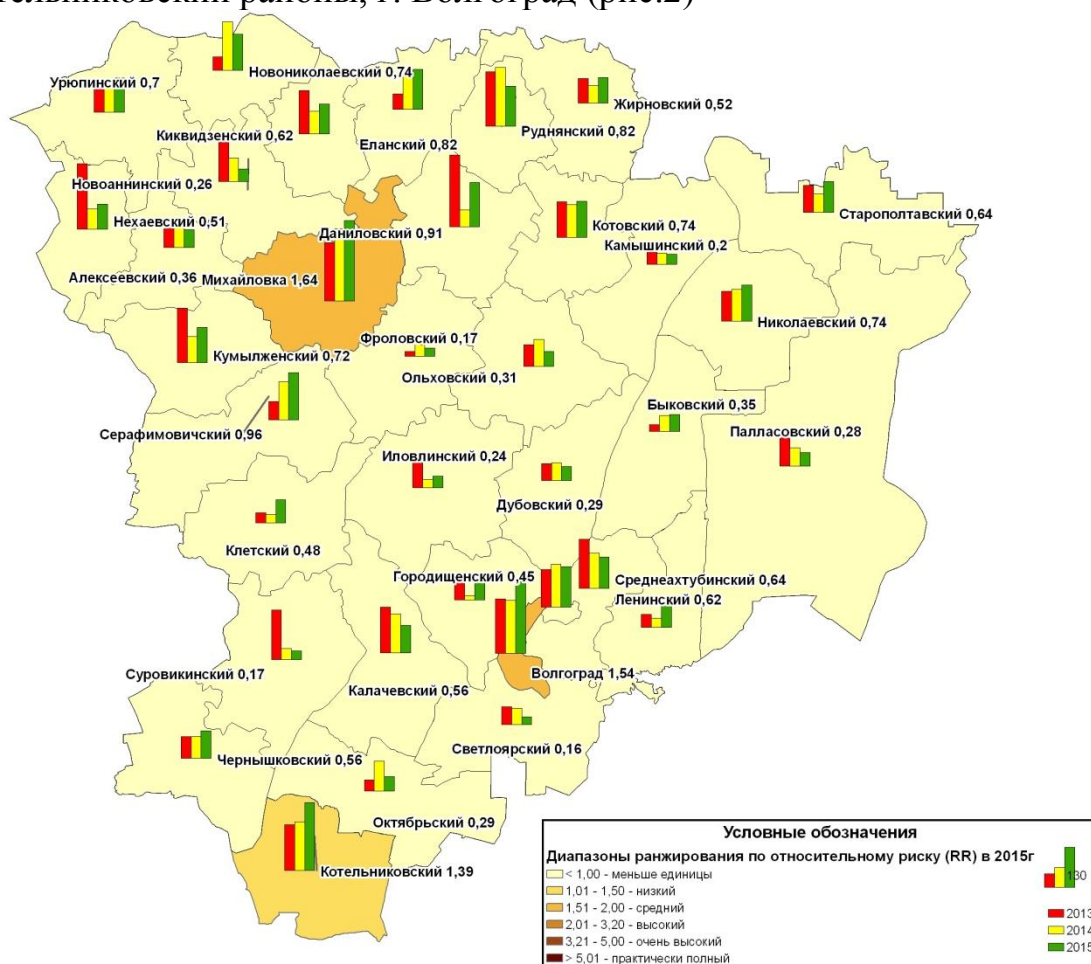 тельниковский районы, г. Волгоград (рис.2)
Новониколаевский 0,74
Урюпинский 0,7
Жирновский 0,52
Руднянский 0,82
Киквидзенский 0,62
Еланский 0,82
Новоаннинский 0,26
Старополтавский 0,64
Нехаевский 0,51
Котовский 0,74
Даниловский 0,91
Камышинский 0,2
Алексеевский 0,36
Михайловка 1,64
Николаевский 0,74
Фроловский 0,17
Кумылженский 0,72
Ольховский 0,31
Быковский 0,35
Палласовский 0,28
Серафимовичский 0,96
Иловлинский 0,24
Дубовский 0,29
Клетский 0,48
Городищенский 0,45
Среднеахтубинский 0,64
Ленинский 0,62
Суровикинский 0,17
Волгоград 1,54
Калачевский 0,56
Светлоярский 0,16
Чернышковский 0,56
Октябрьский 0,29
Котельниковский 1,39
Условные обозначения
Диапазоны ранжирования по относительному риску (RR) в 2015г
< 1,00 - меньше единицы
1,01 - 1,50 - низкий
1,51 - 2,00 - средний
2,01 - 3,20 - высокий
3,21 - 5,00 - очень высокий
> 5,01 - практически полный
130
2013
2014
2015